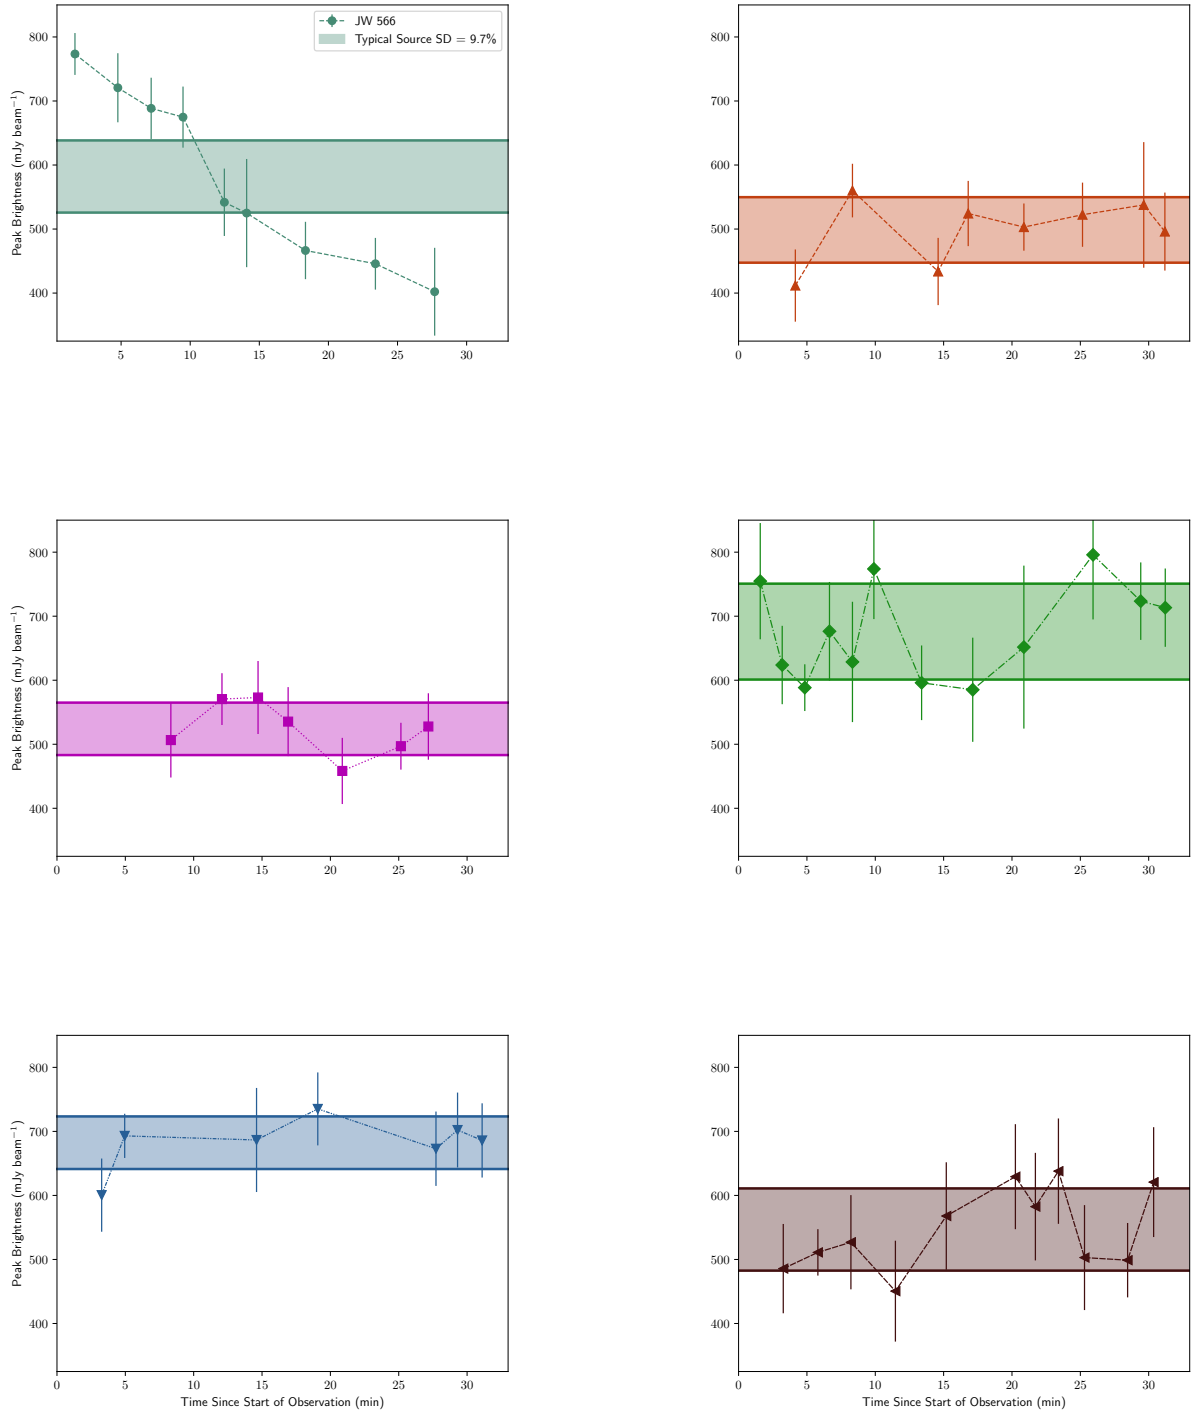 JW 566
Typical Source SD = 9.7%
Peak Brightness (mJy beam⁻¹)
800
700
600
500
400
5 10 15 20 25 30
800
700
600
500
400
0 5 10 15 20 25 30
Peak Brightness (mJy beam⁻¹)
800
700
600
500
400
0 5 10 15 20 25 30
800
700
600
500
400
0 5 10 15 20 25 30
Peak Brightness (mJy beam⁻¹)
800
700
600
500
400
0 5 10 15 20 25 30
Time Since Start of Observation (min)
800
700
600
500
400
0 5 10 15 20 25 30
Time Since Start of Observation (min)